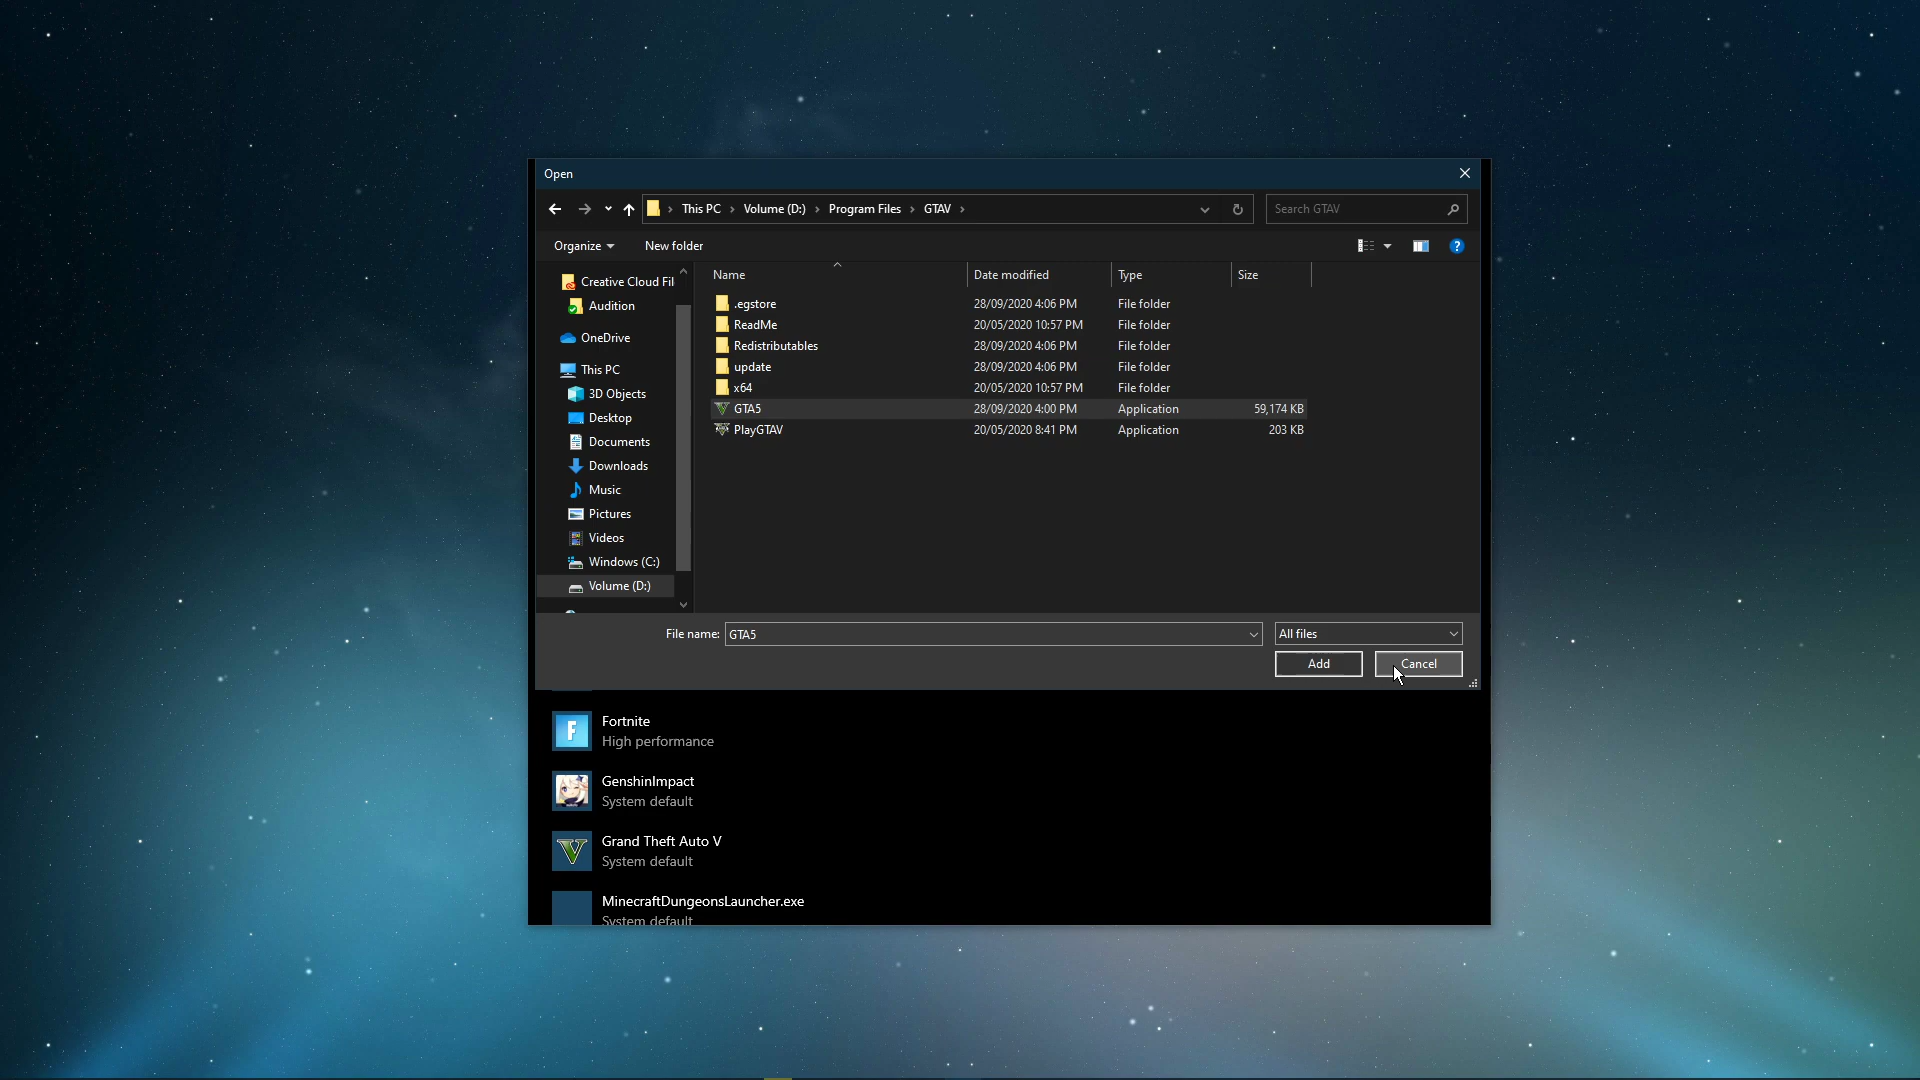 Open
This PC > Volume (D:) > Program Files > GTAV >
Search GTAV
Organize
New folder
?
Creative Cloud Fil
Audition
OneDrive
This PC
3D Objects
Desktop
Documents
Downloads
Music
Pictures
Videos
Windows (C:)
Volume (D:)
Name Date modified Type Size
.egstore 28/09/2020 4:06 PM File folder
ReadMe 20/05/2020 10:57 PM File folder
Redistributables 28/09/2020 4:06 PM File folder
update 28/09/2020 4:06 PM File folder
x64 20/05/2020 10:57 PM File folder
GTA5 28/09/2020 4:00 PM Application 59,174 KB
PlayGTAV 20/05/2020 8:41 PM Application 203 KB
File name: GTA5
All files
Add
Cancel
F
Fortnite
High performance
GenshinImpact
System default
V
Grand Theft Auto V
System default
MinecraftDungeonsLauncher.exe
System default